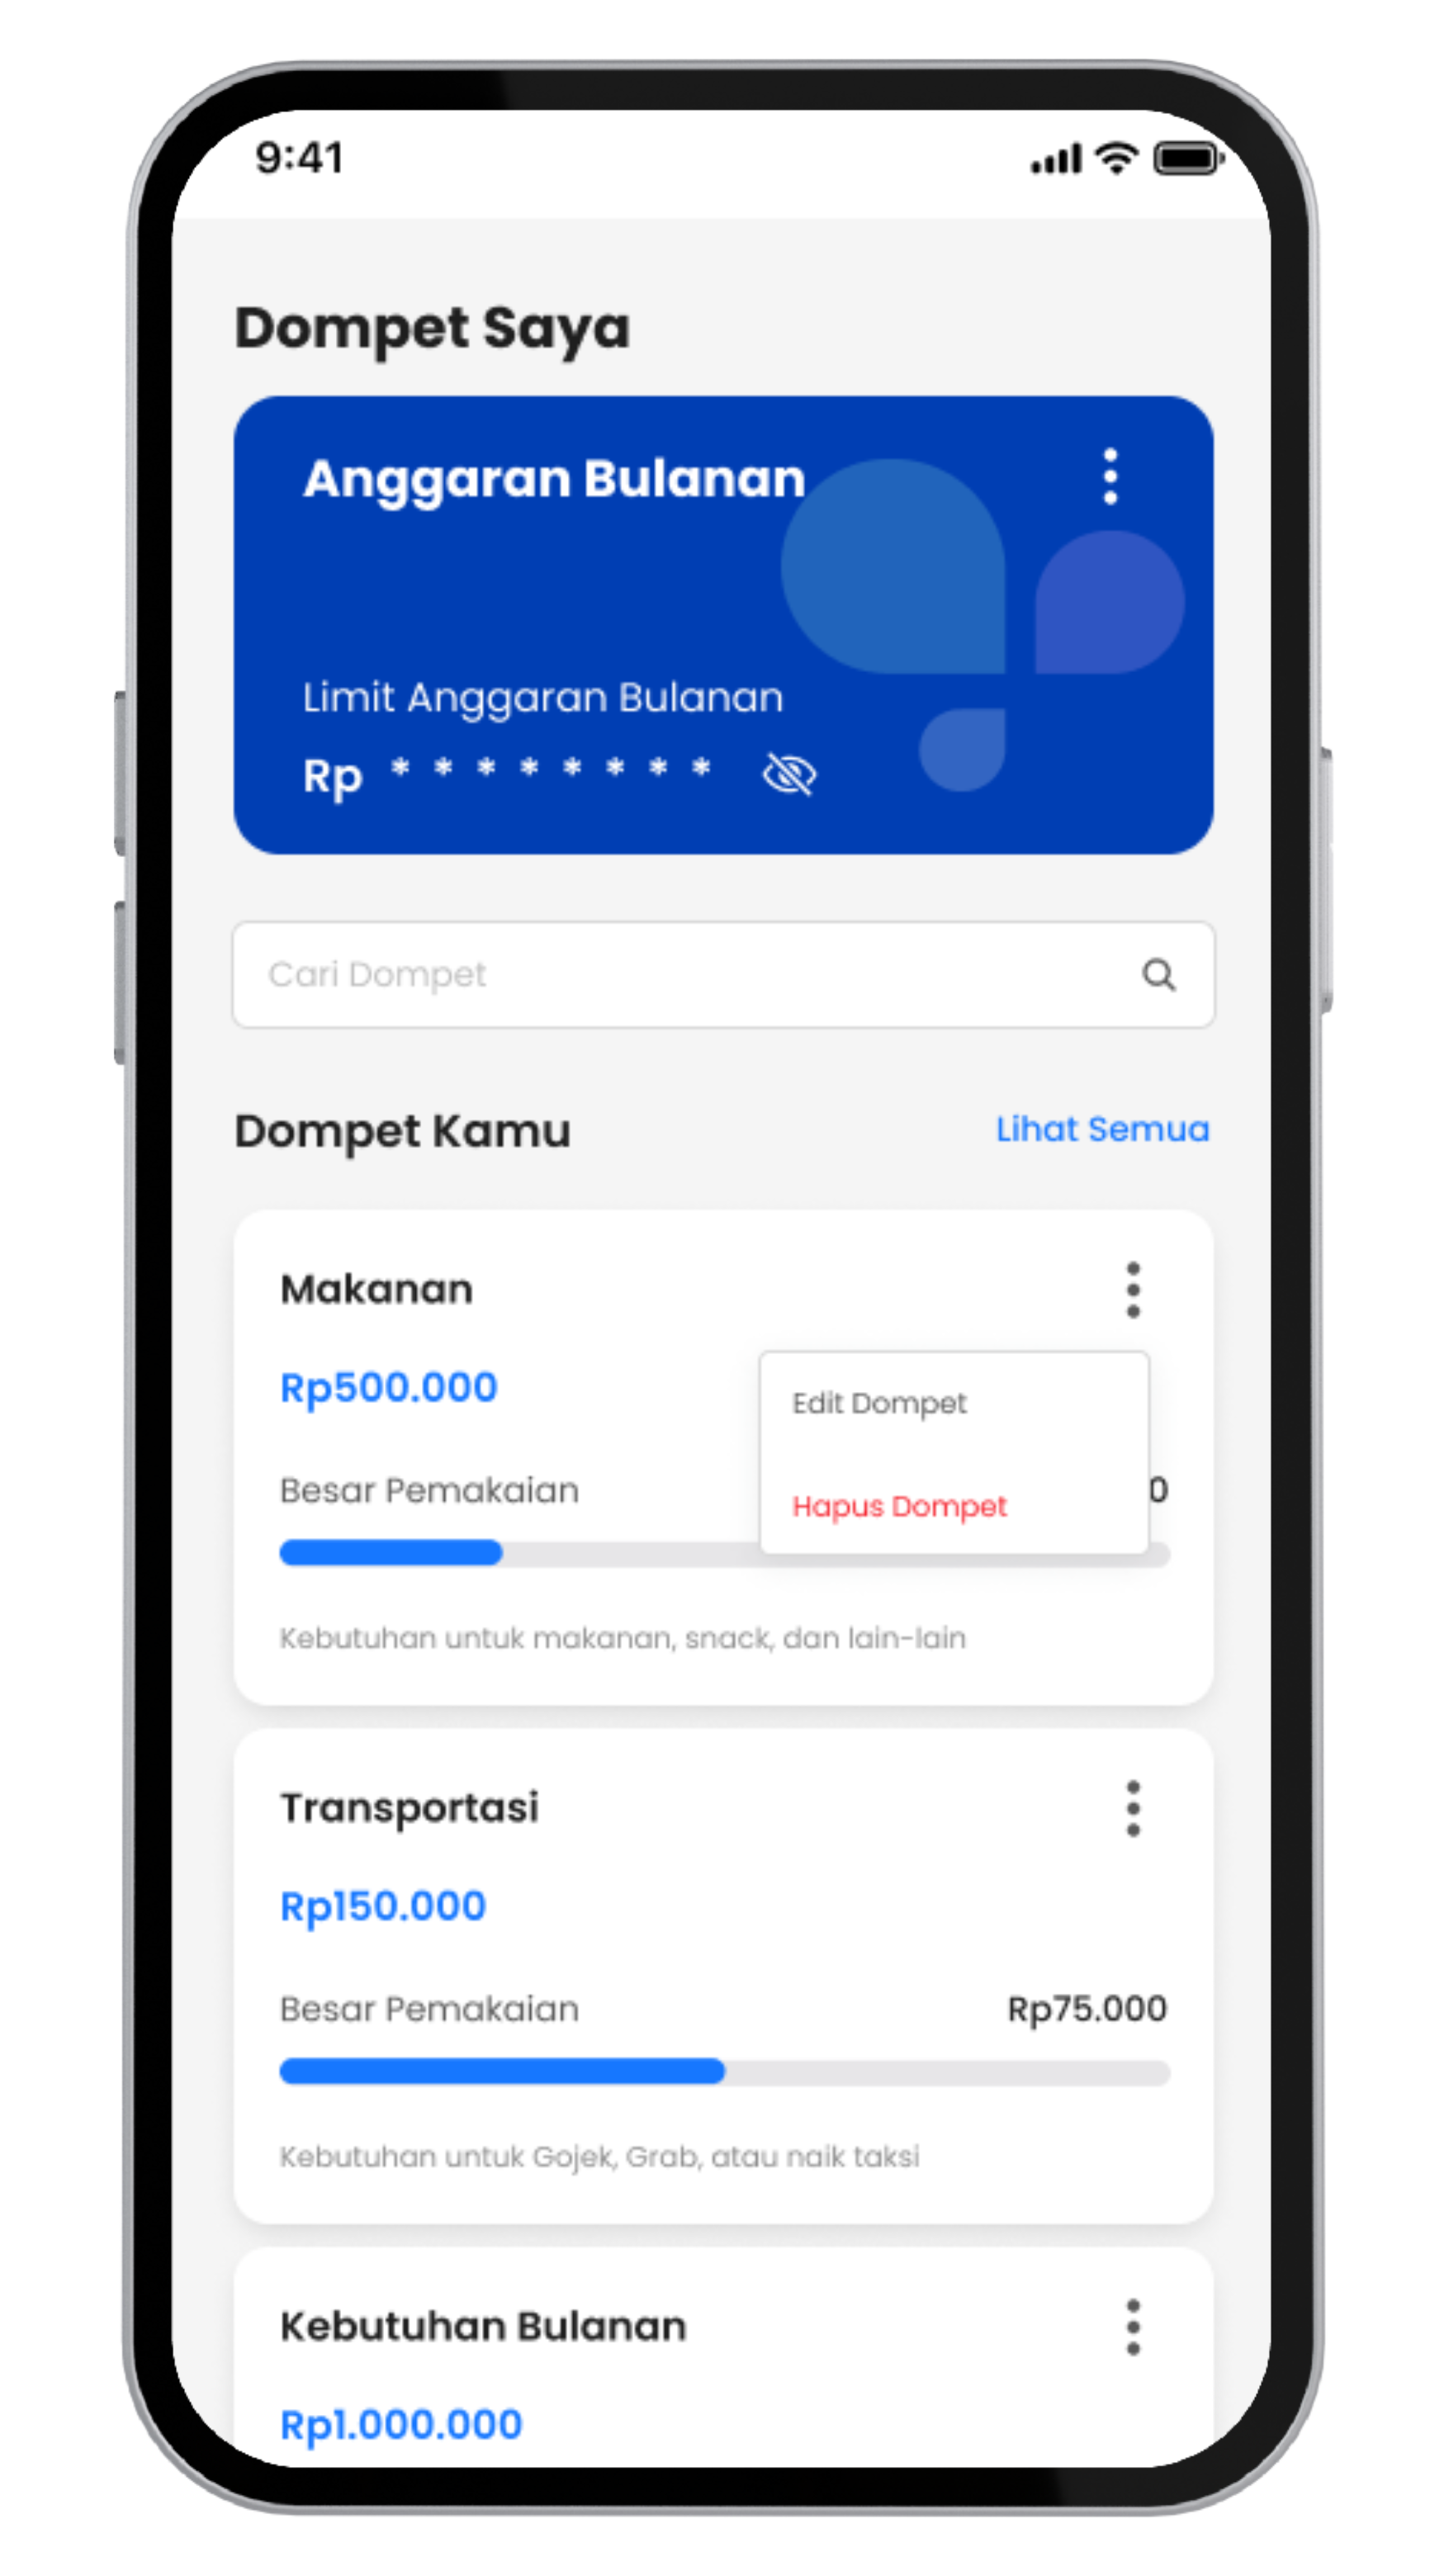 9:41
Dompet Saya
Anggaran Bulanan
Limit Anggaran Bulanan
Rp * * * * * * * *
Cari Dompet
Dompet Kamu Lihat Semua
Makanan
Rp500.000
Edit Dompet
Besar Pemakaian 0
Hapus Dompet
Kebutuhan untuk makanan, snack, dan lain-lain
Transportasi
Rp150.000
Besar Pemakaian Rp75.000
Kebutuhan untuk Gojek, Grab, atau naik taksi
Kebutuhan Bulanan
Rp1.000.000